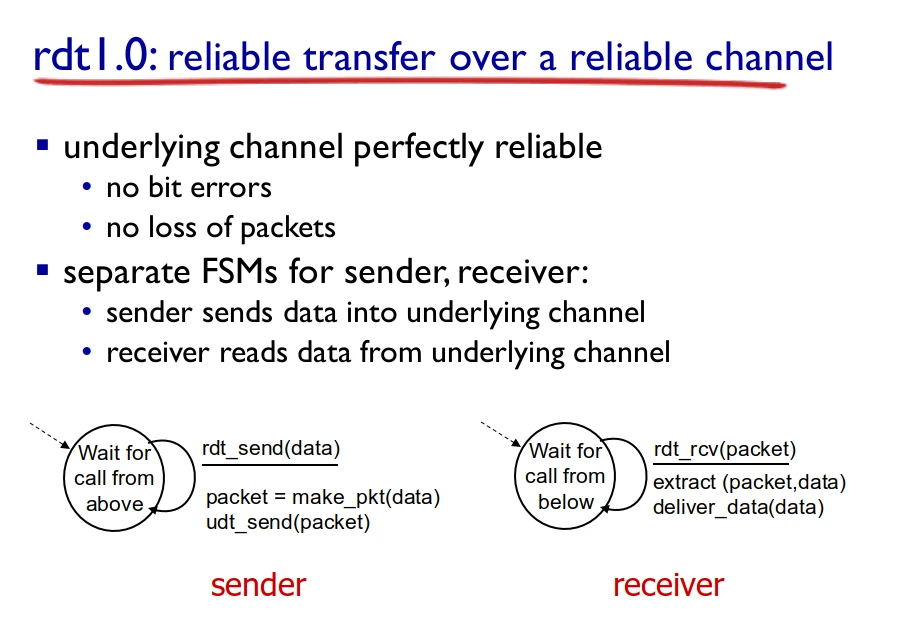 rdt1.0: reliable transfer over a reliable channel
▪ underlying channel perfectly reliable
• no bit errors
• no loss of packets
▪ separate FSMs for sender, receiver:
• sender sends data into underlying channel
• receiver reads data from underlying channel
Wait for
call from
above
rdt_send(data)
packet = make_pkt(data)
udt_send(packet)
sender
Wait for
call from
below
rdt_rcv(packet)
extract (packet,data)
deliver_data(data)
receiver